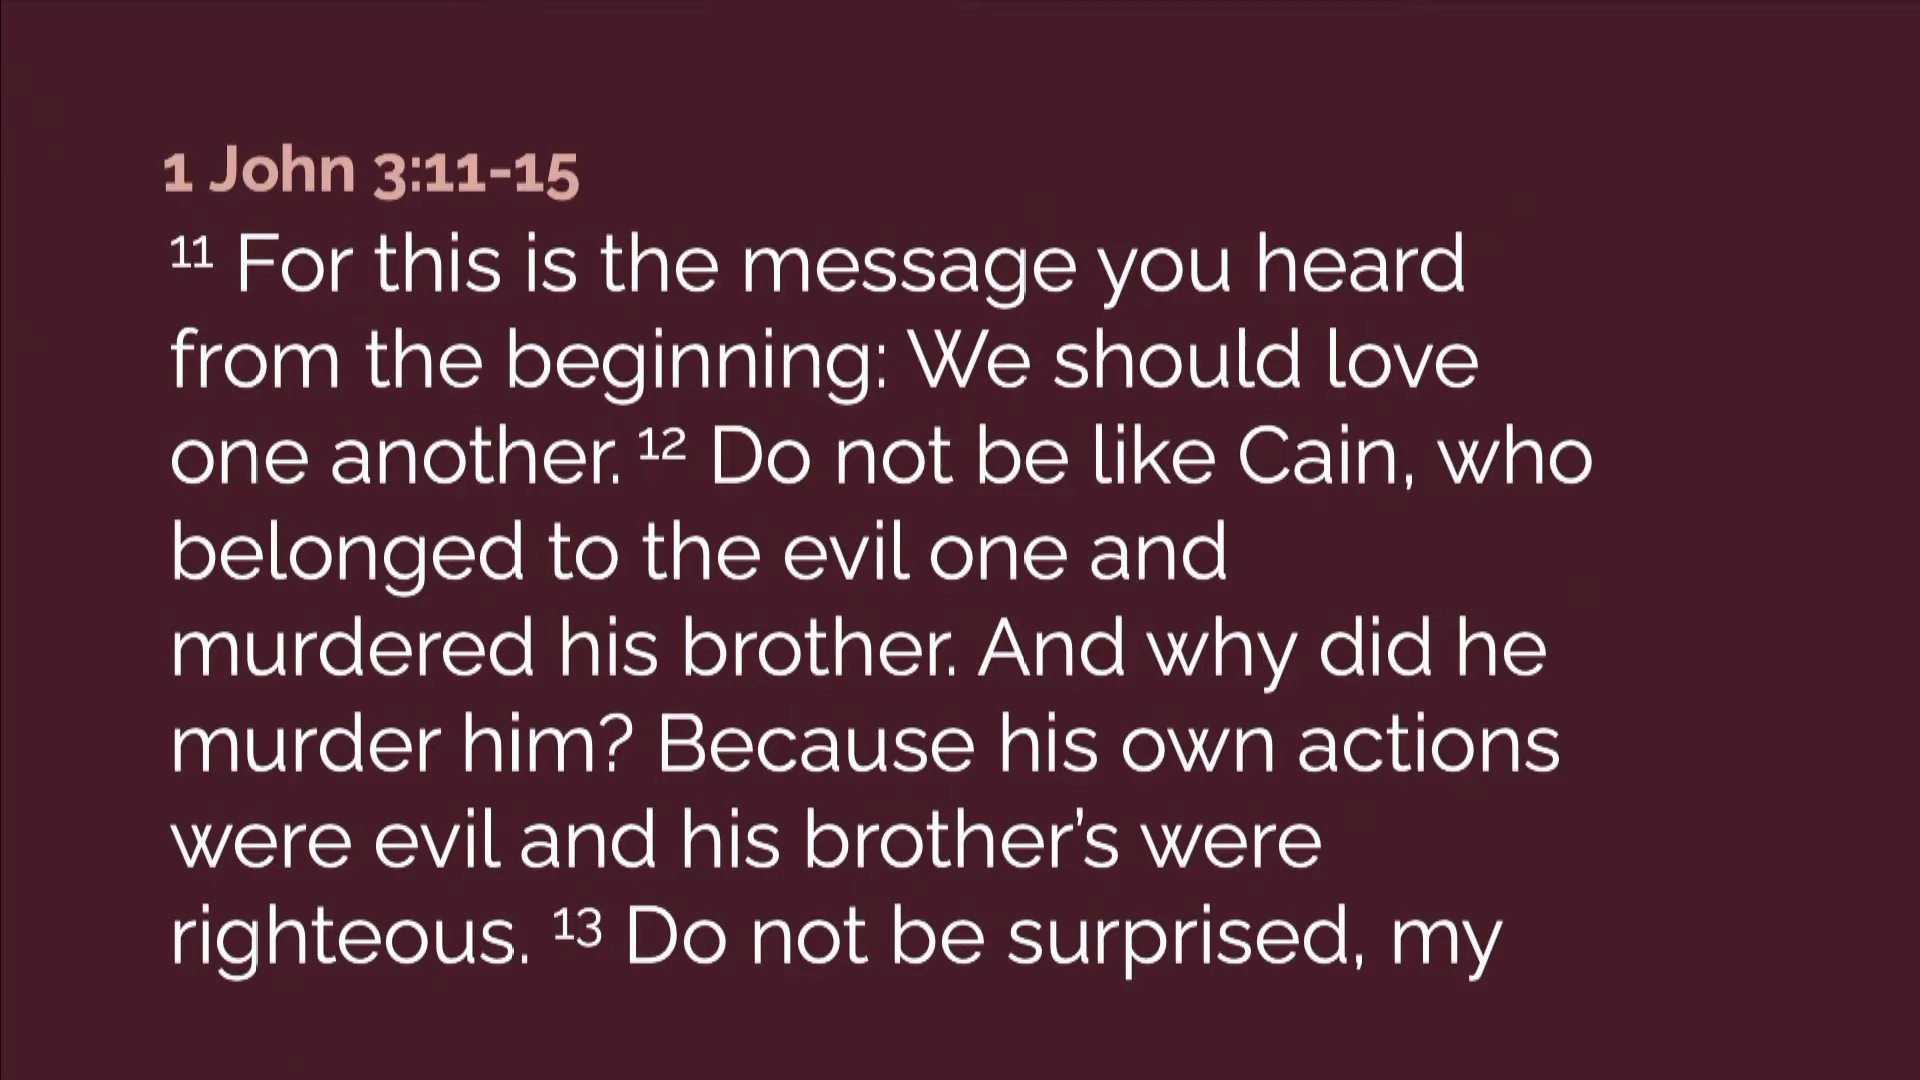 1 John 3:11-15
11 For this is the message you heard
from the beginning: We should love
one another. 12 Do not be like Cain, who
belonged to the evil one and
murdered his brother. And why did he
murder him? Because his own actions
were evil and his brother’s were
righteous. 13 Do not be surprised, my